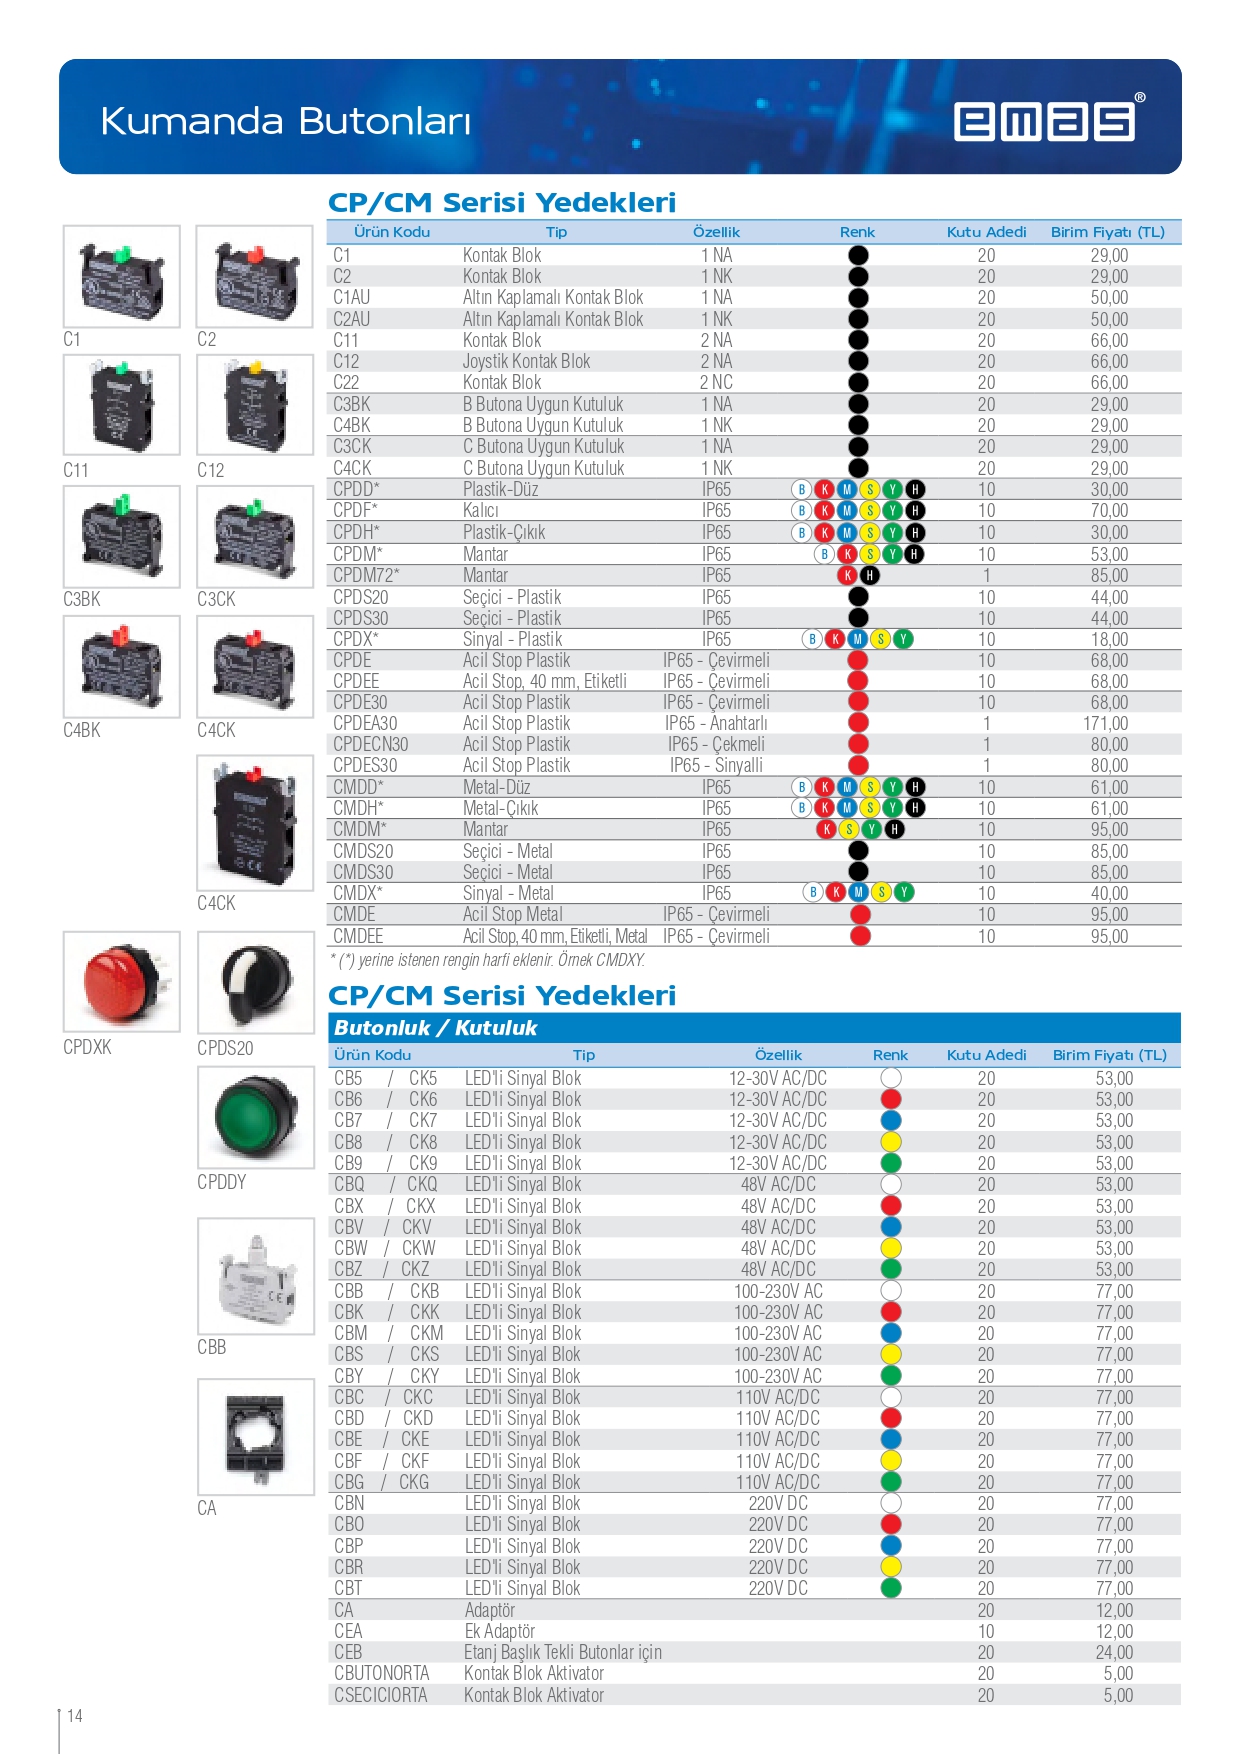 Kumanda Butonları
emas®
CP/CM Serisi Yedekleri
Ürün Kodu Tip Özellik Renk Kutu Adedi Birim Fiyatı (TL)
C1 Kontak Blok 1 NA 20 29,00
C2 Kontak Blok 1 NK 20 29,00
C1AU Altın Kaplamalı Kontak Blok 1 NA 20 50,00
C2AU Altın Kaplamalı Kontak Blok 1 NK 20 50,00
C11 Kontak Blok 2 NA 20 66,00
C12 Joystik Kontak Blok 2 NA 20 66,00
C22 Kontak Blok 2 NC 20 66,00
C3BK B Butona Uygun Kutuluk 1 NA 20 29,00
C4BK B Butona Uygun Kutuluk 1 NK 20 29,00
C3CK C Butona Uygun Kutuluk 1 NA 20 29,00
C4CK C Butona Uygun Kutuluk 1 NK 20 29,00
CPDD* Plastik-Düz IP65 B K M S Y H 10 30,00
CPDF* Kalıcı IP65 B K M S Y H 10 70,00
CPDH* Plastik-Çıkık IP65 B K M S Y H 10 30,00
CPDM* Mantar IP65 B K S Y H 10 53,00
CPDM72* Mantar IP65 K H 1 85,00
CPDS20 Seçici - Plastik IP65 10 44,00
CPDS30 Seçici - Plastik IP65 10 44,00
CPDX* Sinyal - Plastik IP65 B K M S Y 10 18,00
CPDE Acil Stop Plastik IP65 - Çevirmeli 10 68,00
CPDEE Acil Stop, 40 mm, Etiketli IP65 - Çevirmeli 10 68,00
CPDE30 Acil Stop Plastik IP65 - Çevirmeli 10 68,00
CPDEA30 Acil Stop Plastik IP65 - Anahtarlı 1 171,00
CPDECN30 Acil Stop Plastik IP65 - Çekmeli 1 80,00
CPDES30 Acil Stop Plastik IP65 - Sinyalli 1 80,00
CMDD* Metal-Düz IP65 B K M S Y H 10 61,00
CMDH* Metal-Çıkık IP65 B K M S Y H 10 61,00
CMDM* Mantar IP65 K S Y H 10 95,00
CMDS20 Seçici - Metal IP65 10 85,00
CMDS30 Seçici - Metal IP65 10 85,00
CMDX* Sinyal - Metal IP65 B K M S Y 10 40,00
CMDE Acil Stop Metal IP65 - Çevirmeli 10 95,00
CMDEE Acil Stop, 40 mm, Etiketli, Metal IP65 - Çevirmeli 10 95,00
* (*) yerine istenen rengin harfi eklenir. Örnek CMDXY.
C1 C2
C11 C12
C3BK C3CK
C4BK C4CK
C4CK
CPDXK CPDS20
CPDDY
CBB
CA
CP/CM Serisi Yedekleri
Butonluk / Kutuluk
Ürün Kodu Tip Özellik Renk Kutu Adedi Birim Fiyatı (TL)
CB5 / CK5 LED'li Sinyal Blok 12-30V AC/DC 20 53,00
CB6 / CK6 LED'li Sinyal Blok 12-30V AC/DC 20 53,00
CB7 / CK7 LED'li Sinyal Blok 12-30V AC/DC 20 53,00
CB8 / CK8 LED'li Sinyal Blok 12-30V AC/DC 20 53,00
CB9 / CK9 LED'li Sinyal Blok 12-30V AC/DC 20 53,00
CBQ / CKQ LED'li Sinyal Blok 48V AC/DC 20 53,00
CBX / CKX LED'li Sinyal Blok 48V AC/DC 20 53,00
CBV / CKV LED'li Sinyal Blok 48V AC/DC 20 53,00
CBW / CKW LED'li Sinyal Blok 48V AC/DC 20 53,00
CBZ / CKZ LED'li Sinyal Blok 48V AC/DC 20 53,00
CBB / CKB LED'li Sinyal Blok 100-230V AC 20 77,00
CBK / CKK LED'li Sinyal Blok 100-230V AC 20 77,00
CBM / CKM LED'li Sinyal Blok 100-230V AC 20 77,00
CBS / CKS LED'li Sinyal Blok 100-230V AC 20 77,00
CBY / CKY LED'li Sinyal Blok 100-230V AC 20 77,00
CBC / CKC LED'li Sinyal Blok 110V AC/DC 20 77,00
CBD / CKD LED'li Sinyal Blok 110V AC/DC 20 77,00
CBE / CKE LED'li Sinyal Blok 110V AC/DC 20 77,00
CBF / CKF LED'li Sinyal Blok 110V AC/DC 20 77,00
CBG / CKG LED'li Sinyal Blok 110V AC/DC 20 77,00
CBN LED'li Sinyal Blok 220V DC 20 77,00
CBO LED'li Sinyal Blok 220V DC 20 77,00
CBP LED'li Sinyal Blok 220V DC 20 77,00
CBR LED'li Sinyal Blok 220V DC 20 77,00
CBT LED'li Sinyal Blok 220V DC 20 77,00
CA Adaptör 20 12,00
CEA Ek Adaptör 10 12,00
CEB Etanj Başlık Tekli Butonlar için 20 24,00
CBUTONORTA Kontak Blok Aktivator 20 5,00
CSECICIORTA Kontak Blok Aktivator 20 5,00
14